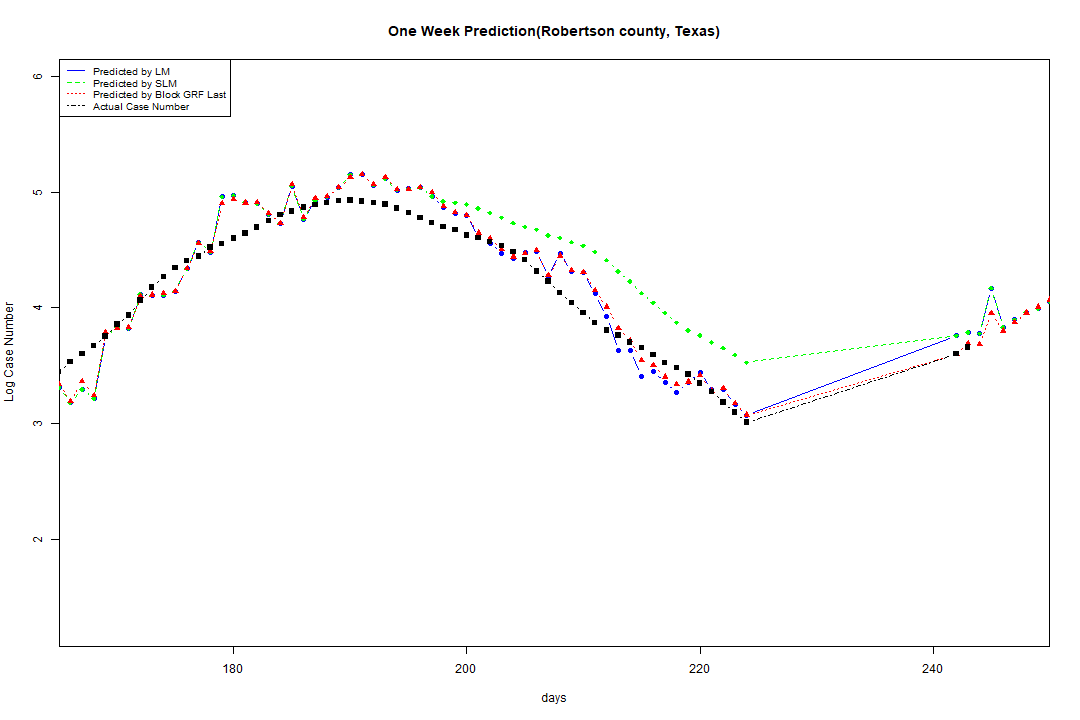 One Week Prediction(Robertson county, Texas)
Predicted by LM
Predicted by SLM
Predicted by Block GRF Last
Actual Case Number
Log Case Number
6
5
4
3
2
180 200 220 240
days